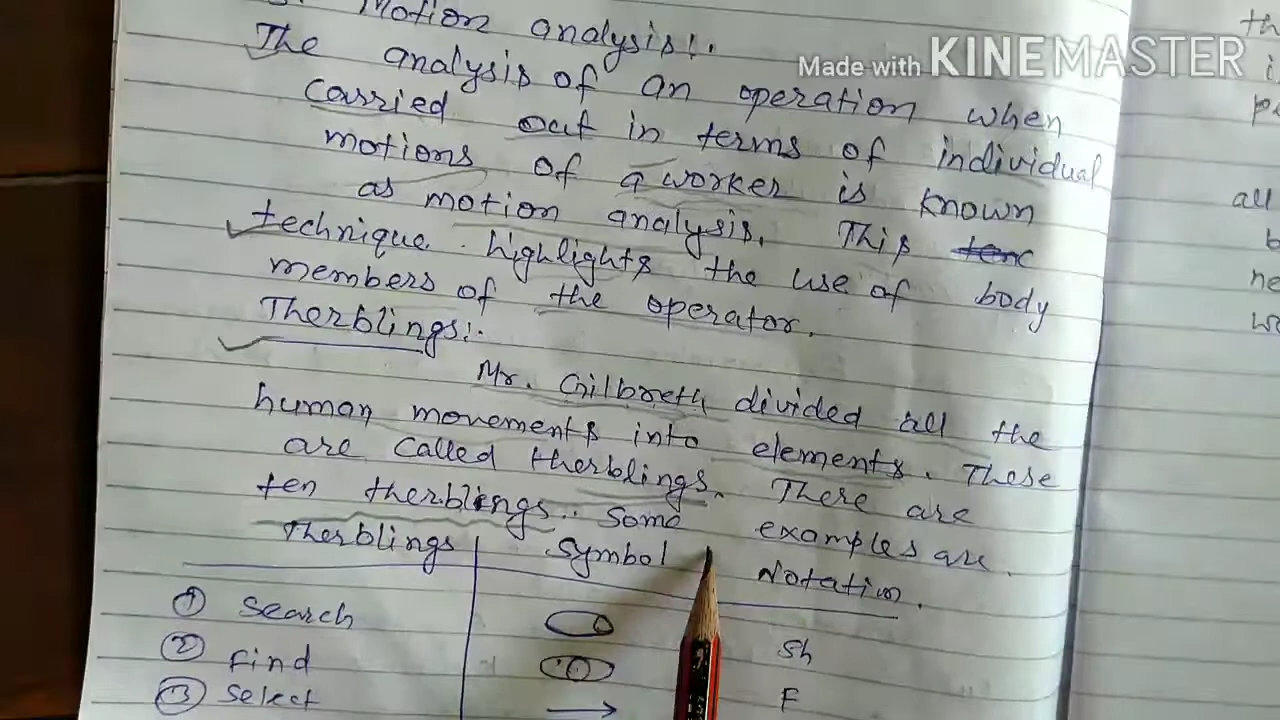 Motion analysis:.
Made with KINEMASTER
The analysis of an operation when
carried out in terms of individual
motions of a worker is known
as motion analysis. This tenc
technique highlights the use of body
members of the operator.
Therblings:.
Mr. Gilbreth divided all the
human movements into elements. These
are called therblings. There are
ten therblings. Some examples are.
Therblings Symbol Notation.
① Search Sh
② Find F
③ Select
all